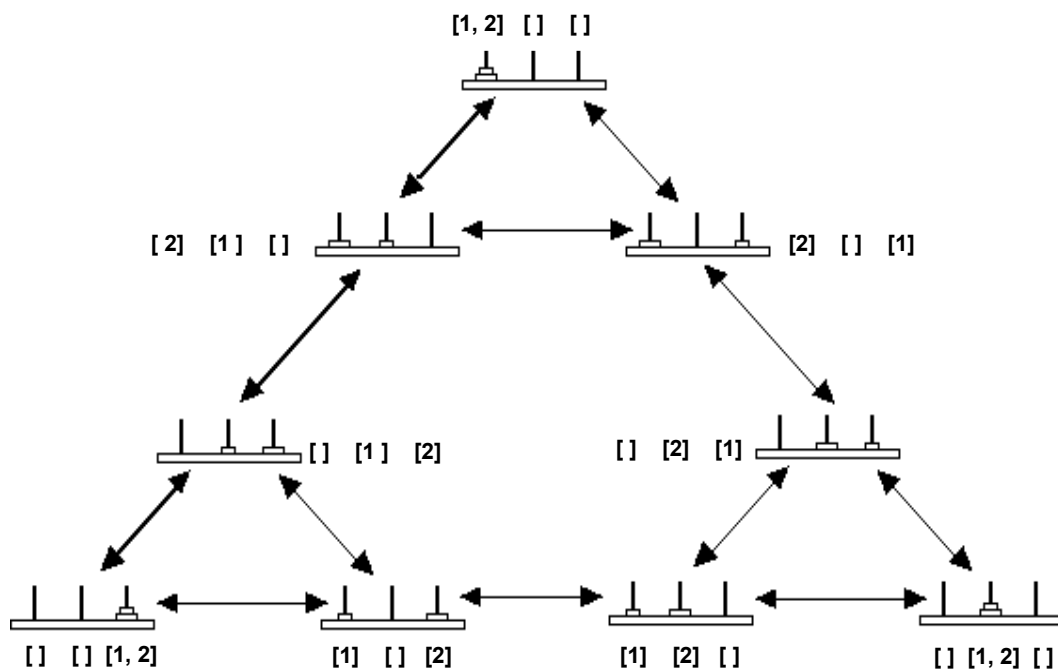 [1, 2] [ ] [ ]
[ 2] [1 ] [ ] [2] [ ] [1]
[ ] [1 ] [2] [ ] [2] [1]
[ ] [ ] [1, 2] [1] [ ] [2] [1] [2] [ ] [ ] [1, 2] [ ]